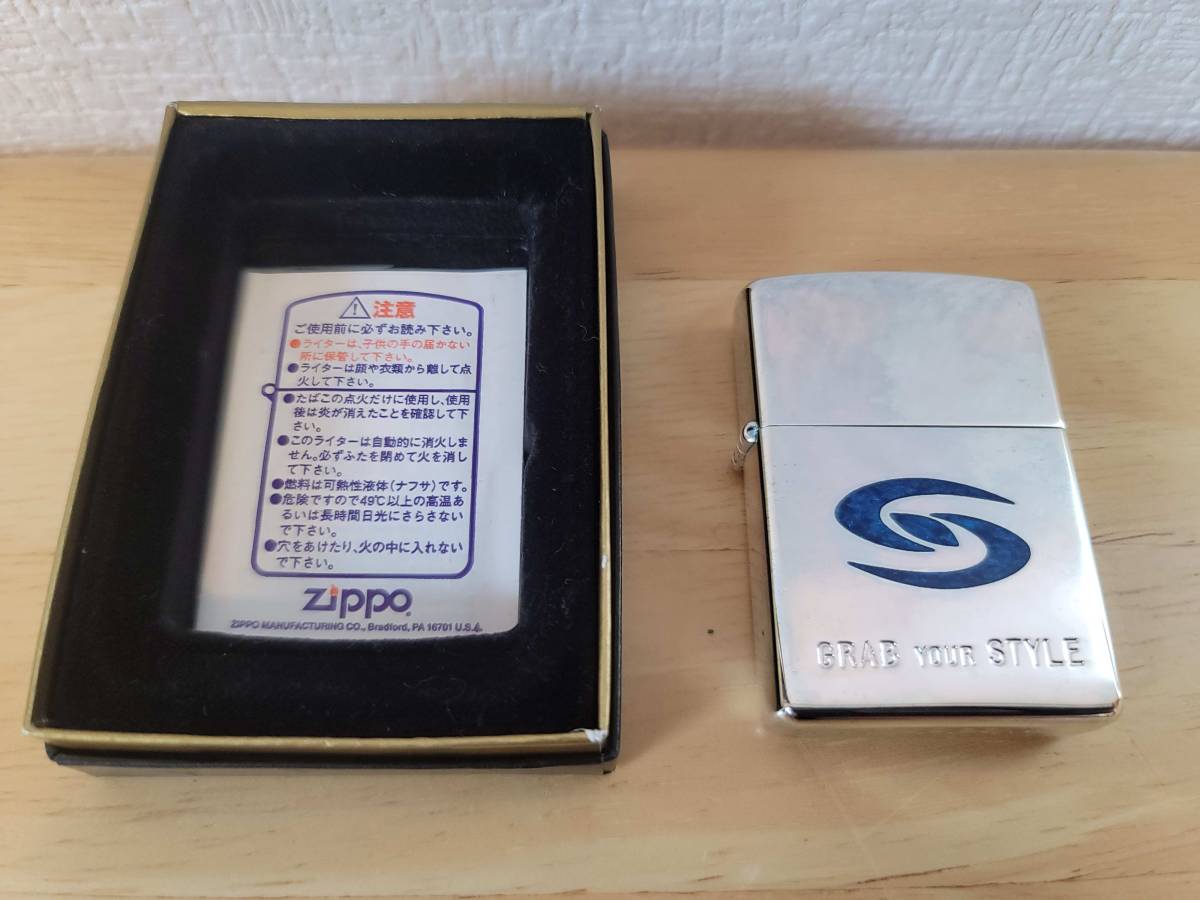 注意
ご使用前に必ずお読み下さい。
●ライターは、子供の手の届かない
所に保管して下さい。
●ライターは顔や衣類から離して点
火して下さい。
●たばこの点火だけに使用し、使用
後は炎が消えたことを確認して下
さい。
●このライターは自動的に消火しま
せん。必ずふたを閉めて火を消し
て下さい。
●燃料は可熱性液体(ナフサ)です。
●危険ですので49℃以上の高温あ
るいは長時間日光にさらさない
で下さい。
●穴をあけたり、火の中に入れない
で下さい。
Zippo
ZIPPO MANUFACTURING CO., Bradford, PA 16701 U.S.A.
GRAB YOUR STYLE